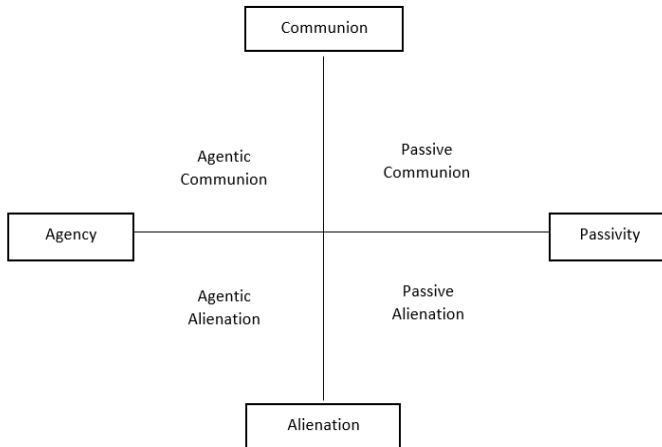 Communion
Agentic
Communion
Passive
Communion
Agency
Passivity
Agentic
Alienation
Passive
Alienation
Alienation